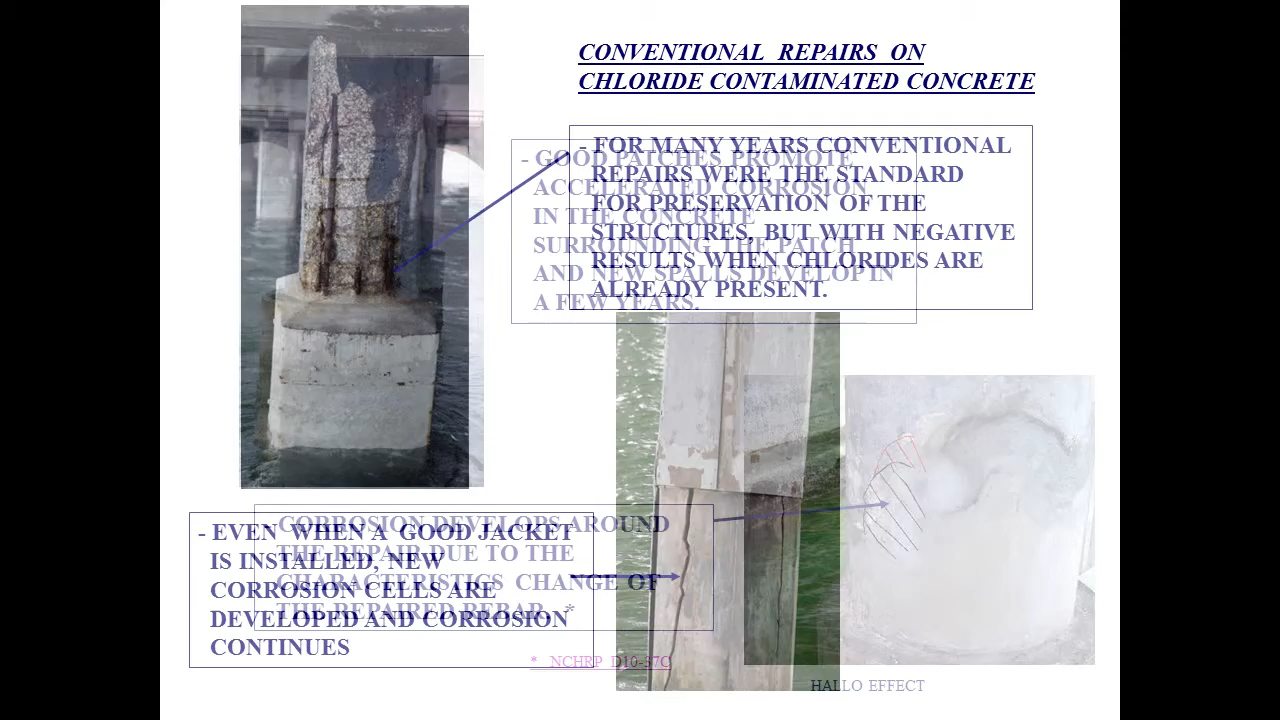 CONVENTIONAL REPAIRS ON
CHLORIDE CONTAMINATED CONCRETE
- FOR MANY YEARS CONVENTIONAL
REPAIRS WERE THE STANDARD
FOR PRESERVATION OF THE
STRUCTURES, BUT WITH NEGATIVE
RESULTS WHEN CHLORIDES ARE
ALREADY PRESENT.
- GOOD PATCHES PROMOTE
ACCELERATED CORROSION
IN THE CONCRETE
SURROUNDING THE PATCH
AND NEW SPALLS DEVELOP IN
A FEW YEARS.
- EVEN WHEN A GOOD JACKET
IS INSTALLED, NEW
CORROSION CELLS ARE
DEVELOPED AND CORROSION
CONTINUES
- CORROSION DEVELOPS AROUND
THE REPAIR DUE TO THE
CHARACTERISTICS CHANGE OF
THE REPAIRED REBAR. *
* NCHRP D10-37C
HALLO EFFECT